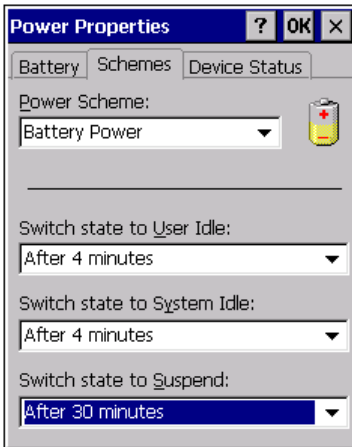 Power Properties ? OK ×
Battery Schemes Device Status
Power Scheme:
Battery Power
Switch state to User Idle:
After 4 minutes
Switch state to System Idle:
After 4 minutes
Switch state to Suspend:
After 30 minutes